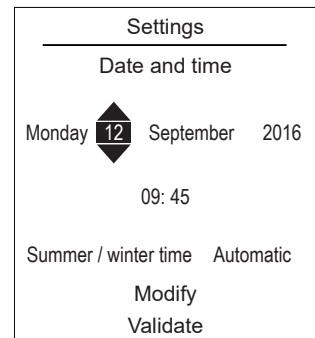 Settings
Date and time
Monday 12 September 2016
09: 45
Summer / winter time Automatic
Modify
Validate